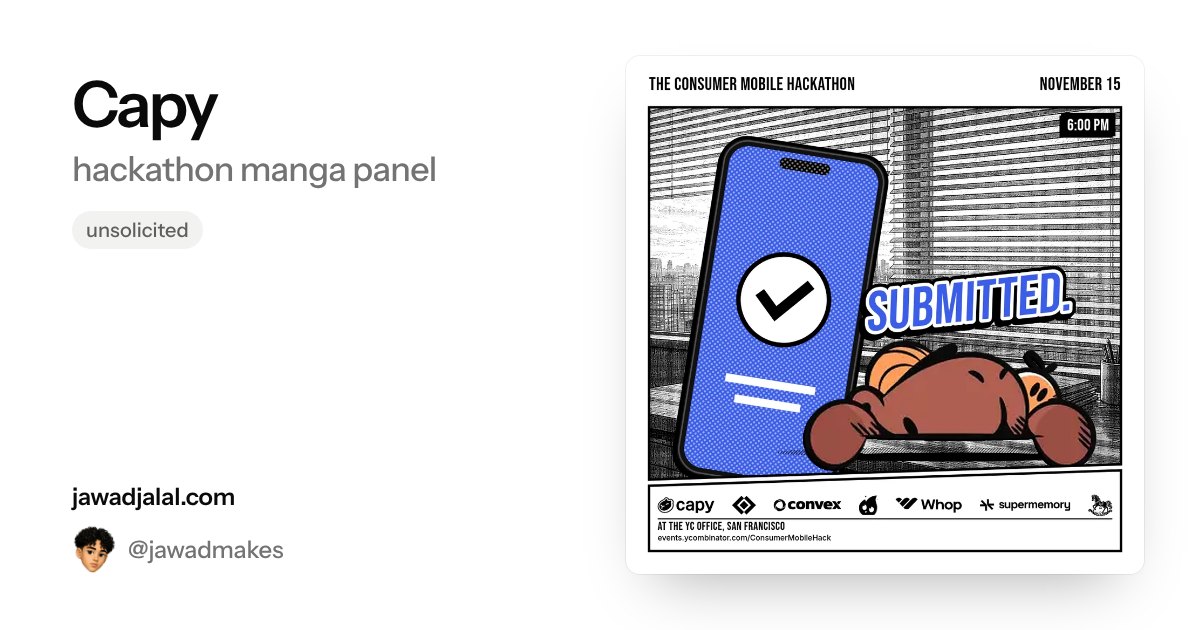 Capy
hackathon manga panel
unsolicited
jawadjalal.com
@jawadmakes
THE CONSUMER MOBILE HACKATHON
NOVEMBER 15
6:00 PM
SUBMITTED.
capy
convex
Whop
supermemory
AT THE YC OFFICE, SAN FRANCISCO
events.ycombinator.com/ConsumerMobileHack